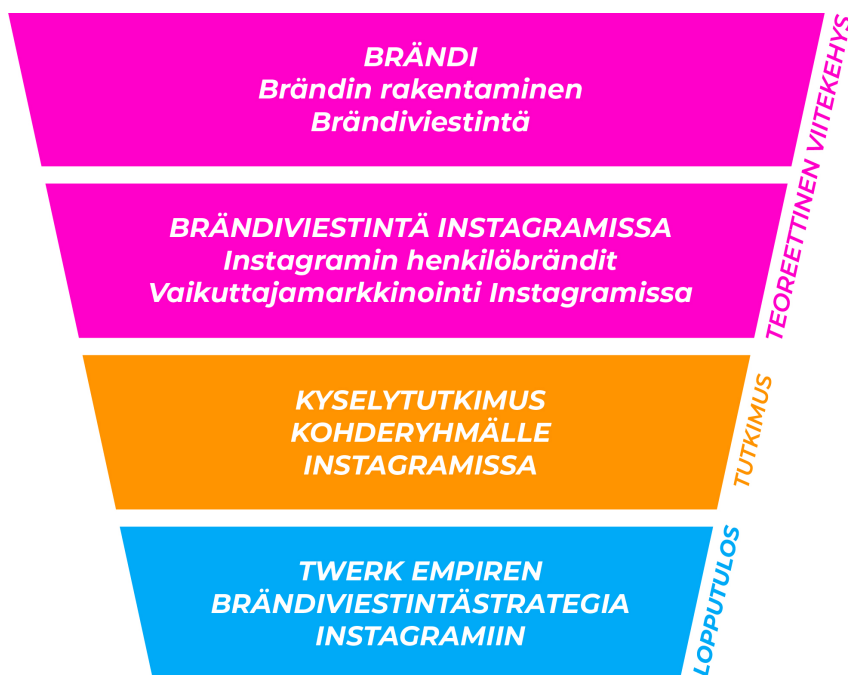 BRÄNDI
Brändin rakentaminen
Brändiviestintä
BRÄNDIVIESTINTÄ INSTAGRAMISSA
Instagramin henkilöbrändit
Vaikuttajamarkkinointi Instagramissa
TEOREETTINEN VIITEKEHYS
KYSELYTUTKIMUS
KOHDERYHMÄLLE
INSTAGRAMISSA
TUTKIMUS
TWERK EMPIREN
BRÄNDIVIESTINTÄSTRATEGIA
INSTAGRAMIIN
LOPPUTULOS